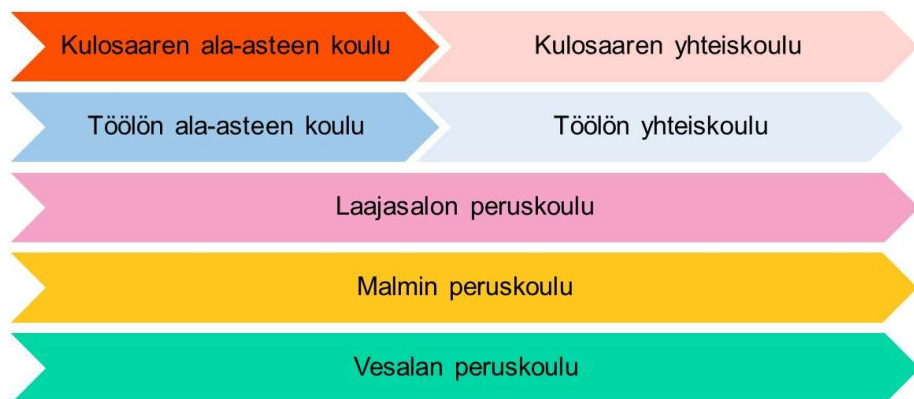 Kulosaaren ala-asteen koulu
Kulosaaren yhteiskoulu
Töölön ala-asteen koulu
Töölön yhteiskoulu
Laajasalon peruskoulu
Malmin peruskoulu
Vesalan peruskoulu